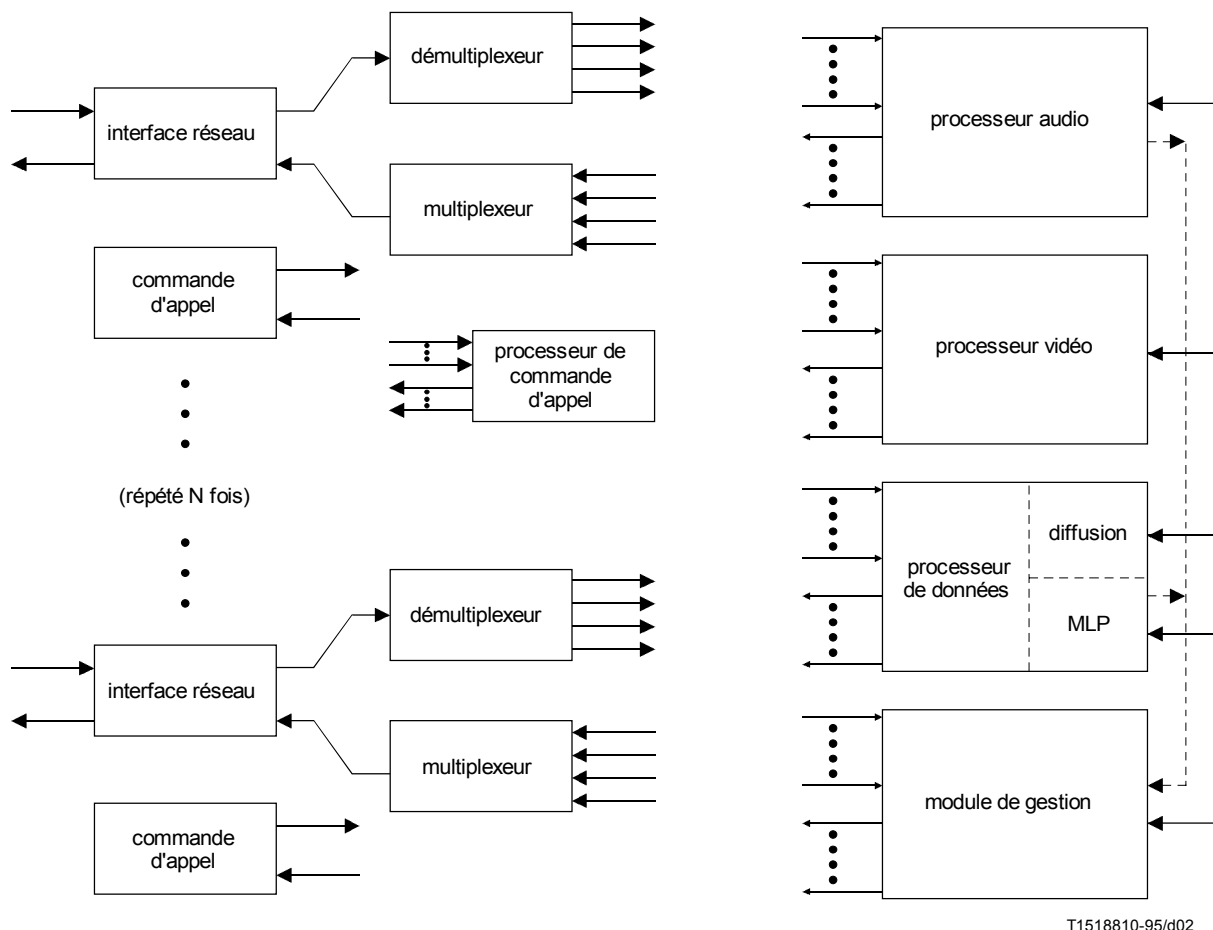 démultiplexeur
interface réseau
multiplexeur
commande
d'appel
processeur de
commande
d'appel
(répété N fois)
démultiplexeur
interface réseau
multiplexeur
commande
d'appel
processeur audio
processeur vidéo
processeur
de données
diffusion
MLP
module de gestion
T1518810-95/d02